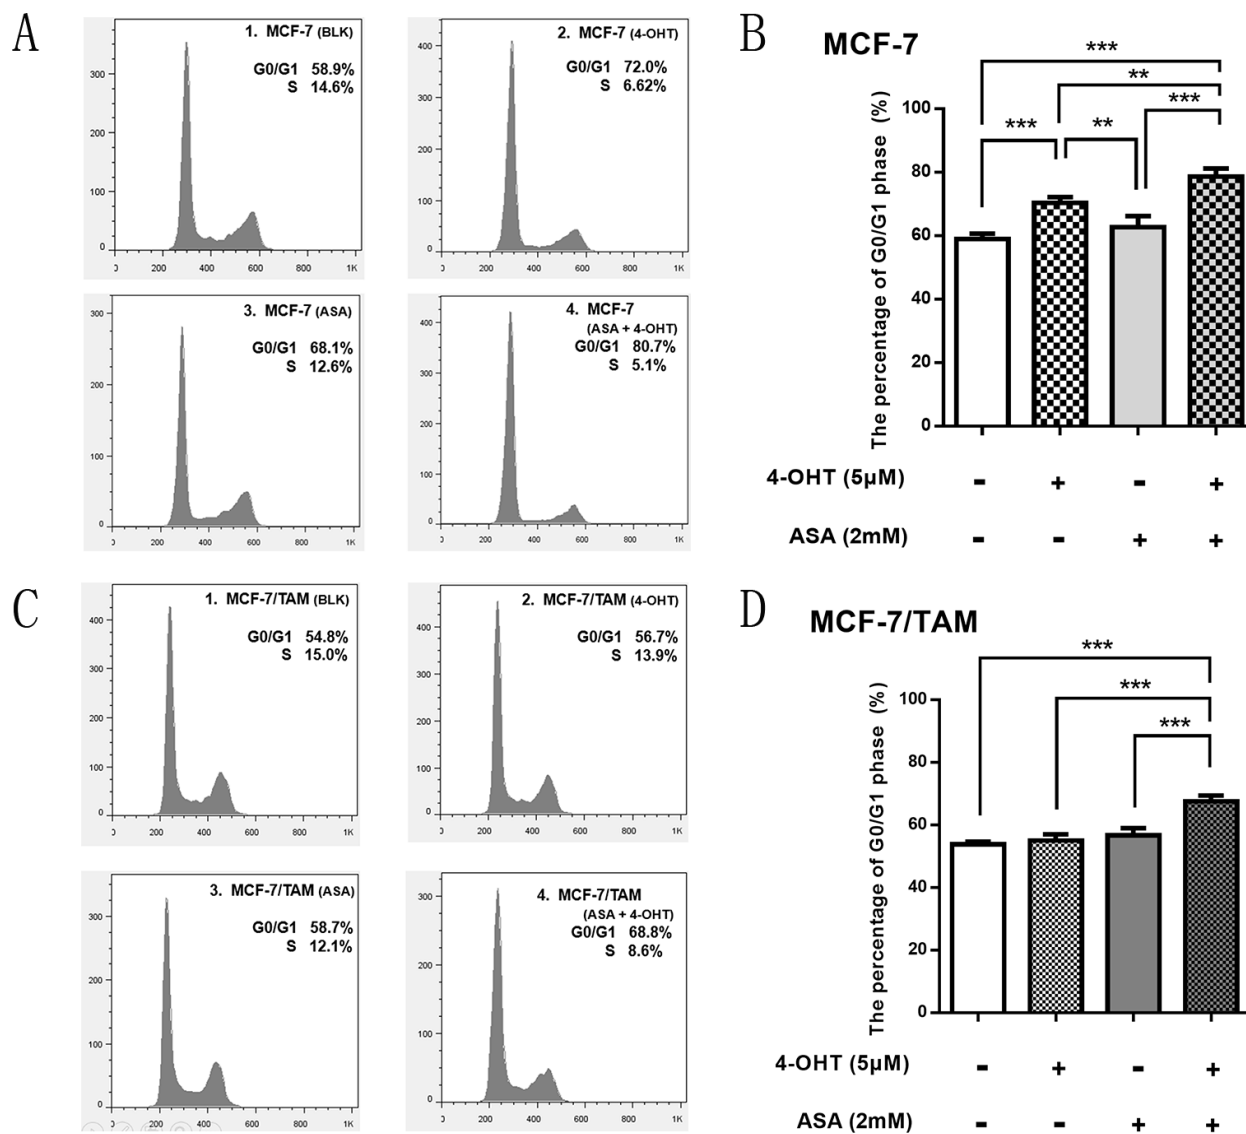 A
1. MCF-7 (BLK)
G0/G1 58.9%
S 14.6%
300
200
100
0
0 200 400 600 800 1K
2. MCF-7 (4-OHT)
G0/G1 72.0%
S 6.62%
400
300
200
100
0
0 200 400 600 800 1K
3. MCF-7 (ASA)
G0/G1 68.1%
S 12.6%
300
200
100
0
0 200 400 600 800 1K
4. MCF-7
(ASA + 4-OHT)
G0/G1 80.7%
S 5.1%
400
300
200
100
0
0 200 400 600 800 1K
B
MCF-7
***
**
***
*** **
The percentage of G0/G1 phase (%)
100
80
60
40
20
0
4-OHT (5μM) - + - +
ASA (2mM) - - + +
C
1. MCF-7/TAM (BLK)
G0/G1 54.8%
S 15.0%
400
300
200
100
0
0 200 400 600 800 1K
2. MCF-7/TAM (4-OHT)
G0/G1 56.7%
S 13.9%
400
300
200
100
0
0 200 400 600 800 1K
3. MCF-7/TAM (ASA)
G0/G1 58.7%
S 12.1%
300
200
100
0
0 200 400 600 800 1K
4. MCF-7/TAM
(ASA + 4-OHT)
G0/G1 68.8%
S 8.6%
300
200
100
0
0 200 400 600 800 1K
D
MCF-7/TAM
***
***
***
The percentage of G0/G1 phase (%)
100
80
60
40
20
0
4-OHT (5μM) - + - +
ASA (2mM) - - + +